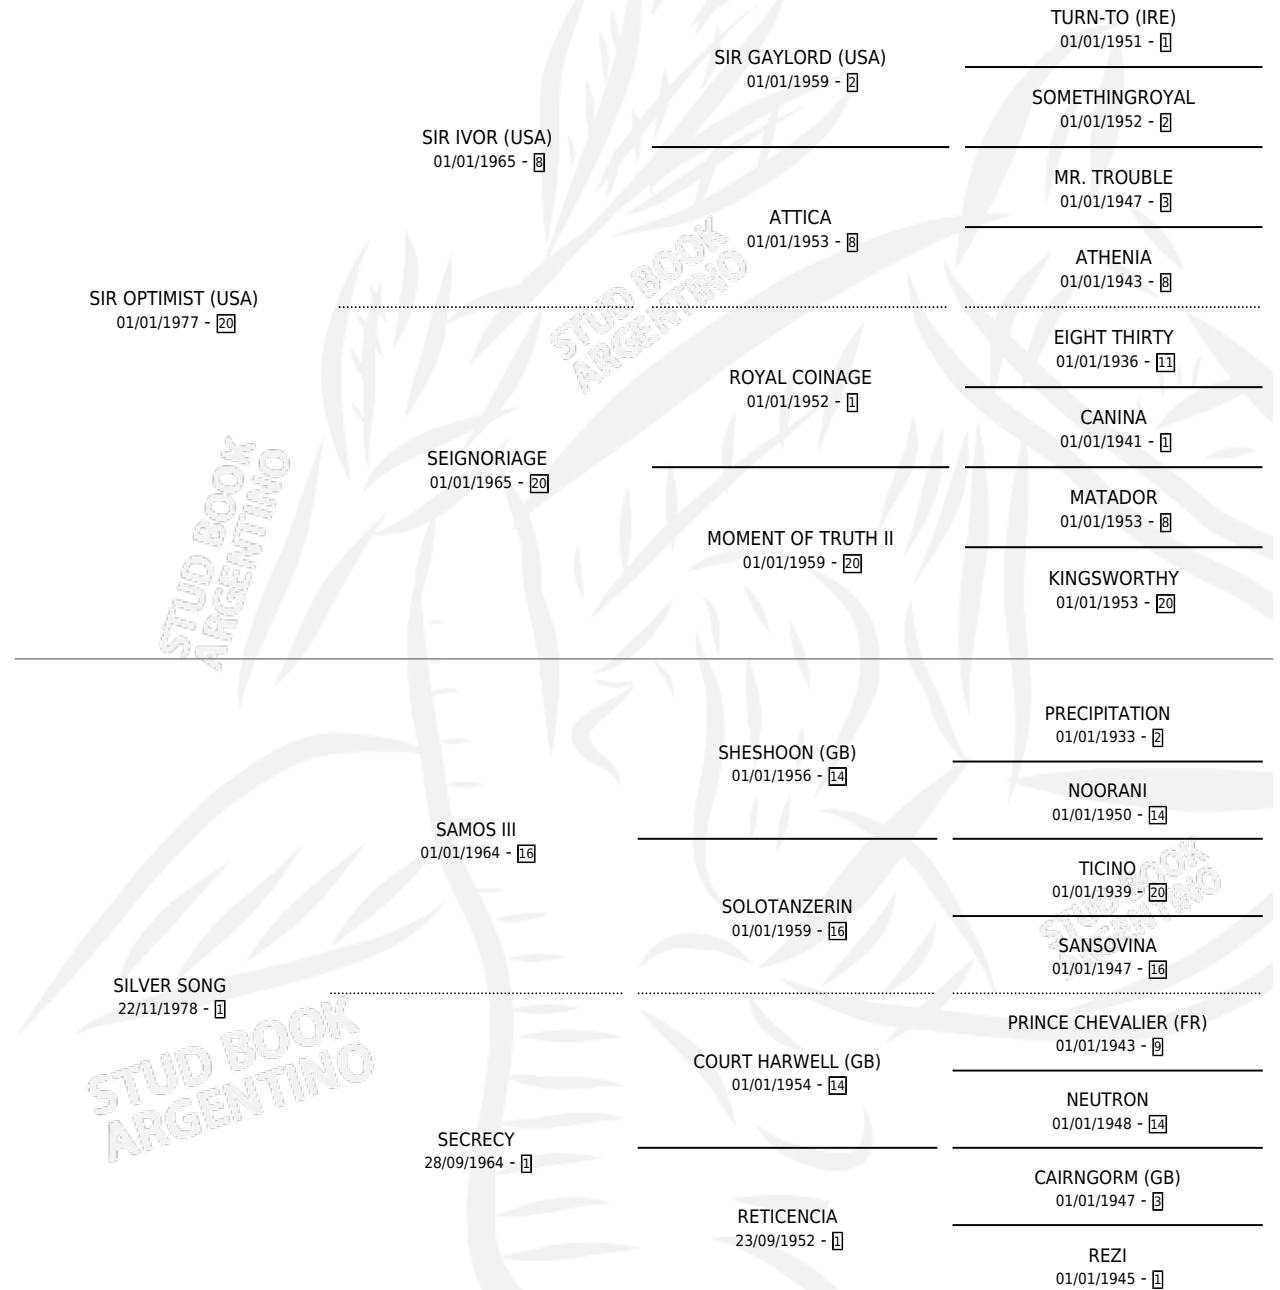 TURN-TO (IRE)
01/01/1951 - 1
SIR GAYLORD (USA)
01/01/1959 - 2
SOMETHINGROYAL
01/01/1952 - 2
SIR IVOR (USA)
01/01/1965 - 8
MR. TROUBLE
01/01/1947 - 3
ATTICA
01/01/1953 - 8
ATHENIA
01/01/1943 - 8
SIR OPTIMIST (USA)
01/01/1977 - 20
EIGHT THIRTY
01/01/1936 - 11
ROYAL COINAGE
01/01/1952 - 1
CANINA
01/01/1941 - 1
SEIGNORIAGE
01/01/1965 - 20
MATADOR
01/01/1953 - 8
MOMENT OF TRUTH II
01/01/1959 - 20
KINGSWORTHY
01/01/1953 - 20
PRECIPITATION
01/01/1933 - 2
SHESHOON (GB)
01/01/1956 - 14
NOORANI
01/01/1950 - 14
SAMOS III
01/01/1964 - 16
TICINO
01/01/1939 - 20
SOLOTANZERIN
01/01/1959 - 16
SANSOVINA
01/01/1947 - 16
SILVER SONG
22/11/1978 - 1
PRINCE CHEVALIER (FR)
01/01/1943 - 9
COURT HARWELL (GB)
01/01/1954 - 14
NEUTRON
01/01/1948 - 14
SECRECY
28/09/1964 - 1
CAIRNGORM (GB)
01/01/1947 - 3
RETICENCIA
23/09/1952 - 1
REZI
01/01/1945 - 1
STUD BOOK
ARGENTINO
STUD BOOK
ARGENTINO
STUD BOOK
ARGENTINO
STUD BOOK
ARGENTINO